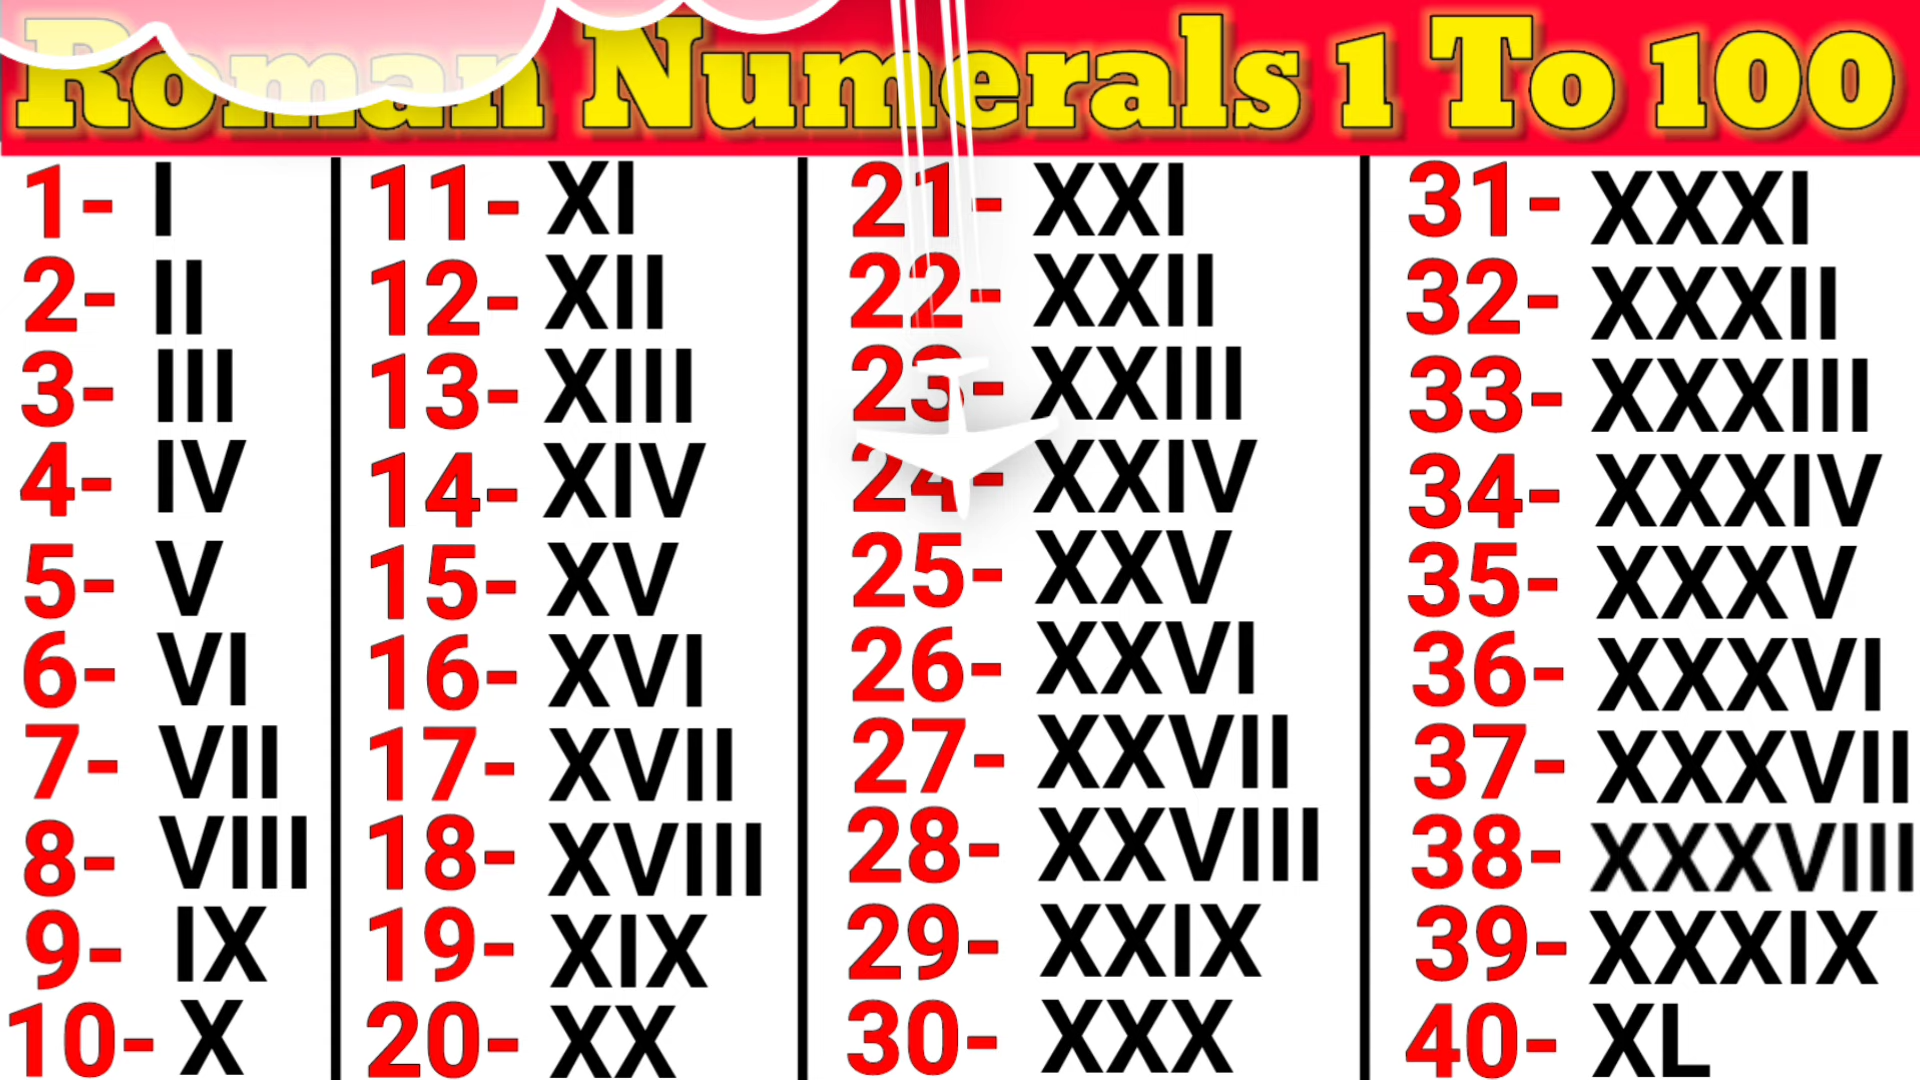 Roman Numerals 1 To 100
1- I
2- II
3- III
4- IV
5- V
6- VI
7- VII
8- VIII
9- IX
10- X
11- XI
12- XII
13- XIII
14- XIV
15- XV
16- XVI
17- XVII
18- XVIII
19- XIX
20- XX
21- XXI
22- XXII
23- XXIII
24- XXIV
25- XXV
26- XXVI
27- XXVII
28- XXVIII
29- XXIX
30- XXX
31- XXXI
32- XXXII
33- XXXIII
34- XXXIV
35- XXXV
36- XXXVI
37- XXXVII
38- XXXVIII
39- XXXIX
40- XL